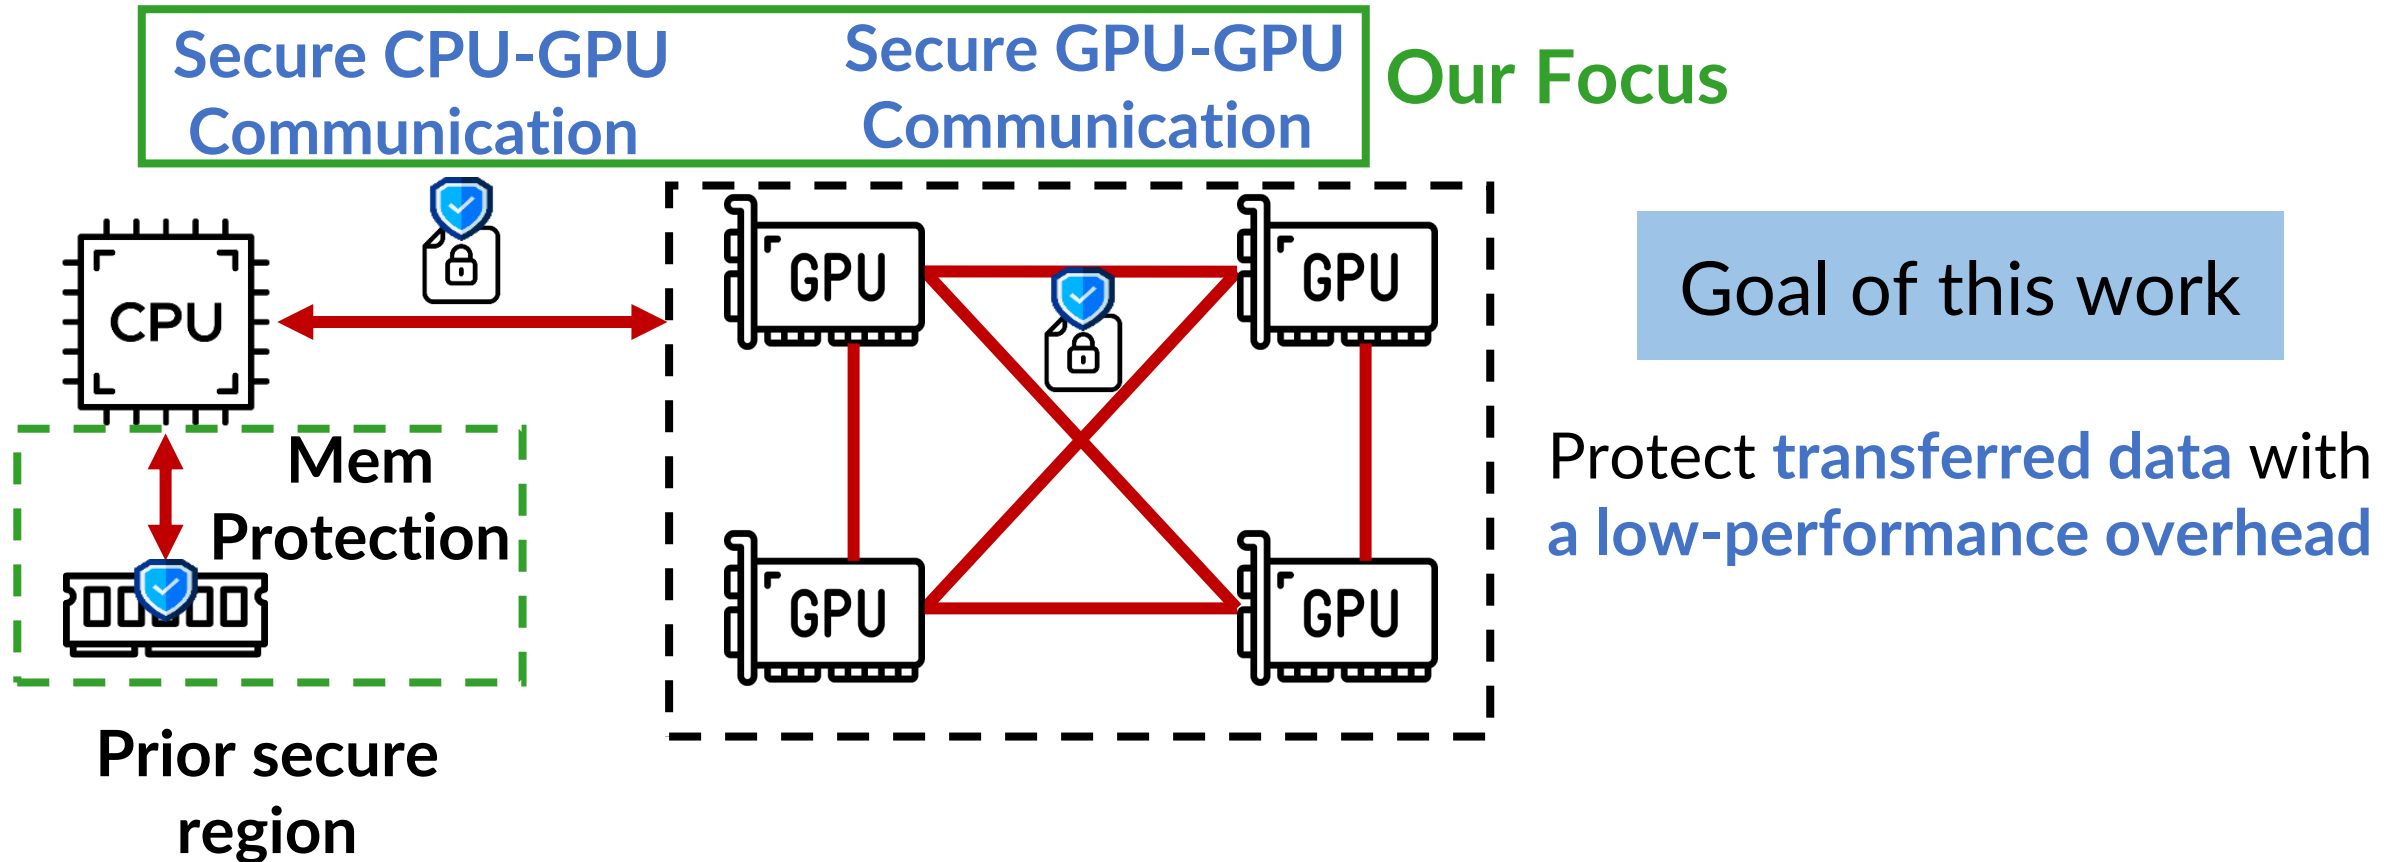 Secure CPU-GPU
Communication
Secure GPU-GPU
Communication
Our Focus
CPU
GPU
GPU
GPU
GPU
Mem
Protection
Prior secure
region
Goal of this work
Protect transferred data with
a low-performance overhead